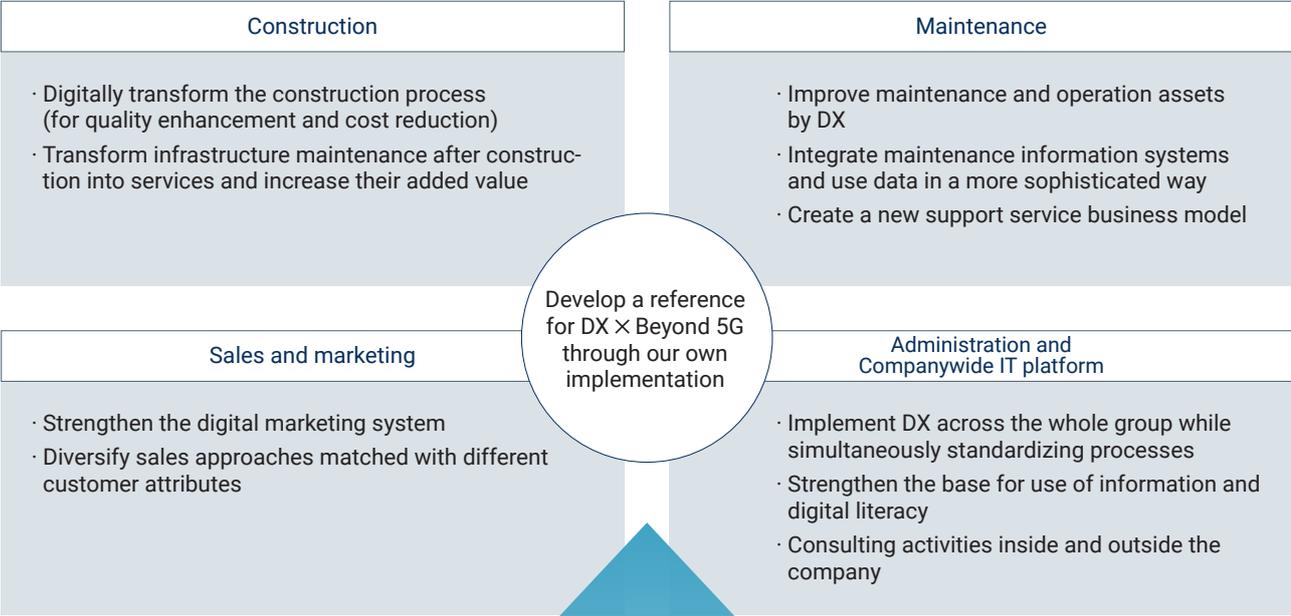 Construction
· Digitally transform the construction process
(for quality enhancement and cost reduction)
· Transform infrastructure maintenance after construc-
tion into services and increase their added value
Maintenance
· Improve maintenance and operation assets
by DX
· Integrate maintenance information systems
and use data in a more sophisticated way
· Create a new support service business model
Develop a reference
for DX × Beyond 5G
through our own
implementation
Sales and marketing
· Strengthen the digital marketing system
· Diversify sales approaches matched with different
customer attributes
Administration and
Companywide IT platform
· Implement DX across the whole group while
simultaneously standardizing processes
· Strengthen the base for use of information and
digital literacy
· Consulting activities inside and outside the
company